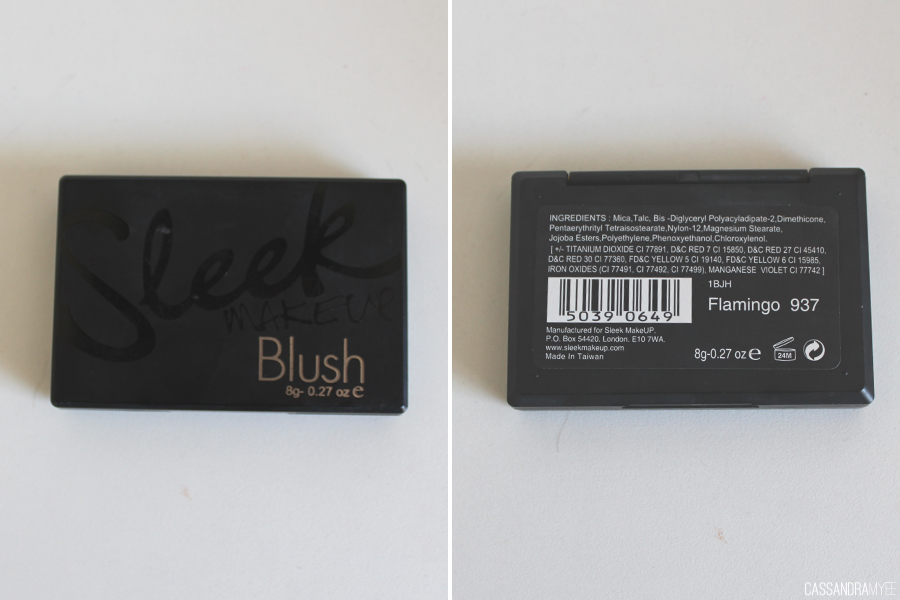 Sleek
MAKEUP
Blush
8g- 0.27 oz e
INGREDIENTS : Mica,Talc, Bis -Diglyceryl Polyacyladipate-2,Dimethicone,
Pentaerythrityl Tetraisostearate,Nylon-12,Magnesium Stearate,
Jojoba Esters,Polyethylene,Phenoxyethanol,Chloroxylenol.
[ +/- TITANIUM DIOXIDE CI 77891, D&C RED 7 CI 15850, D&C RED 27 CI 45410,
D&C RED 30 CI 77360, FD&C YELLOW 5 CI 19140, FD&C YELLOW 6 CI 15985,
IRON OXIDES (CI 77491, CI 77492, CI 77499), MANGANESE VIOLET CI 77742 ]
1BJH
Flamingo 937
5039 0649
Manufactured for Sleek MakeUP.
P.O. Box 54420. London. E10 7WA.
www.sleekmakeup.com
Made In Taiwan
8g-0.27 oz e
24M
CASSANDRAMYEE